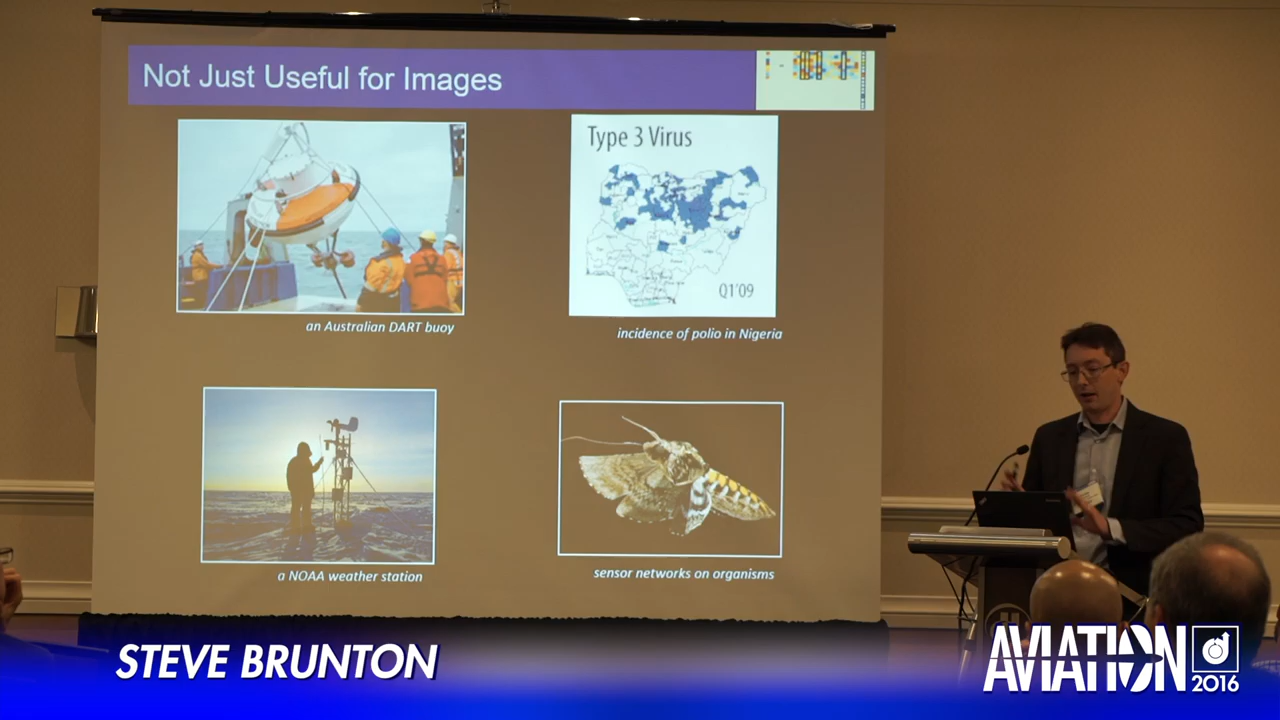 Not Just Useful for Images
Type 3 Virus
Q1'09
an Australian DART buoy
incidence of polio in Nigeria
a NOAA weather station
sensor networks on organisms
STEVE BRUNTON
AVIATION
2016